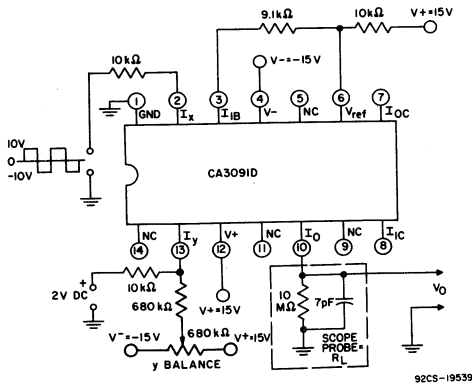 9.1kΩ
10kΩ
V+=15V
10kΩ
V-=-15V
1
2
3
4
5
6
7
GND
Ix
I1B
V-
NC
Vref
IOC
10V
0
-10V
CA3091D
NC
Iy
V+
NC
IO
NC
I1C
14
13
12
11
10
9
8
+
2V DC
10kΩ
680kΩ
V+=15V
10
MΩ
7pF
VO
V-=-15V
680kΩ
V+=15V
y BALANCE
SCOPE
PROBE=
RL
92CS-19539